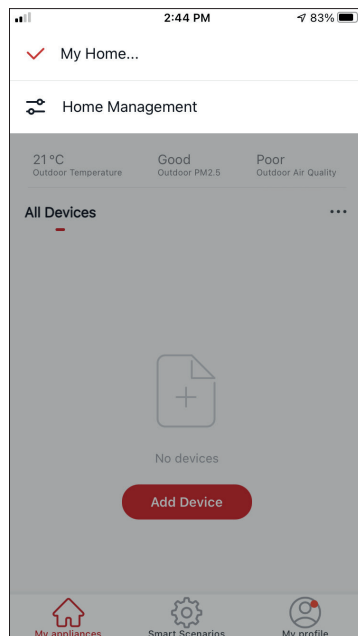 2:44 PM
83%
My Home...
Home Management
21 °C
Good
Poor
Outdoor Temperature
Outdoor PM2.5
Outdoor Air Quality
All Devices
...
No devices
Add Device
My appliances
Smart Scenarios
My profile